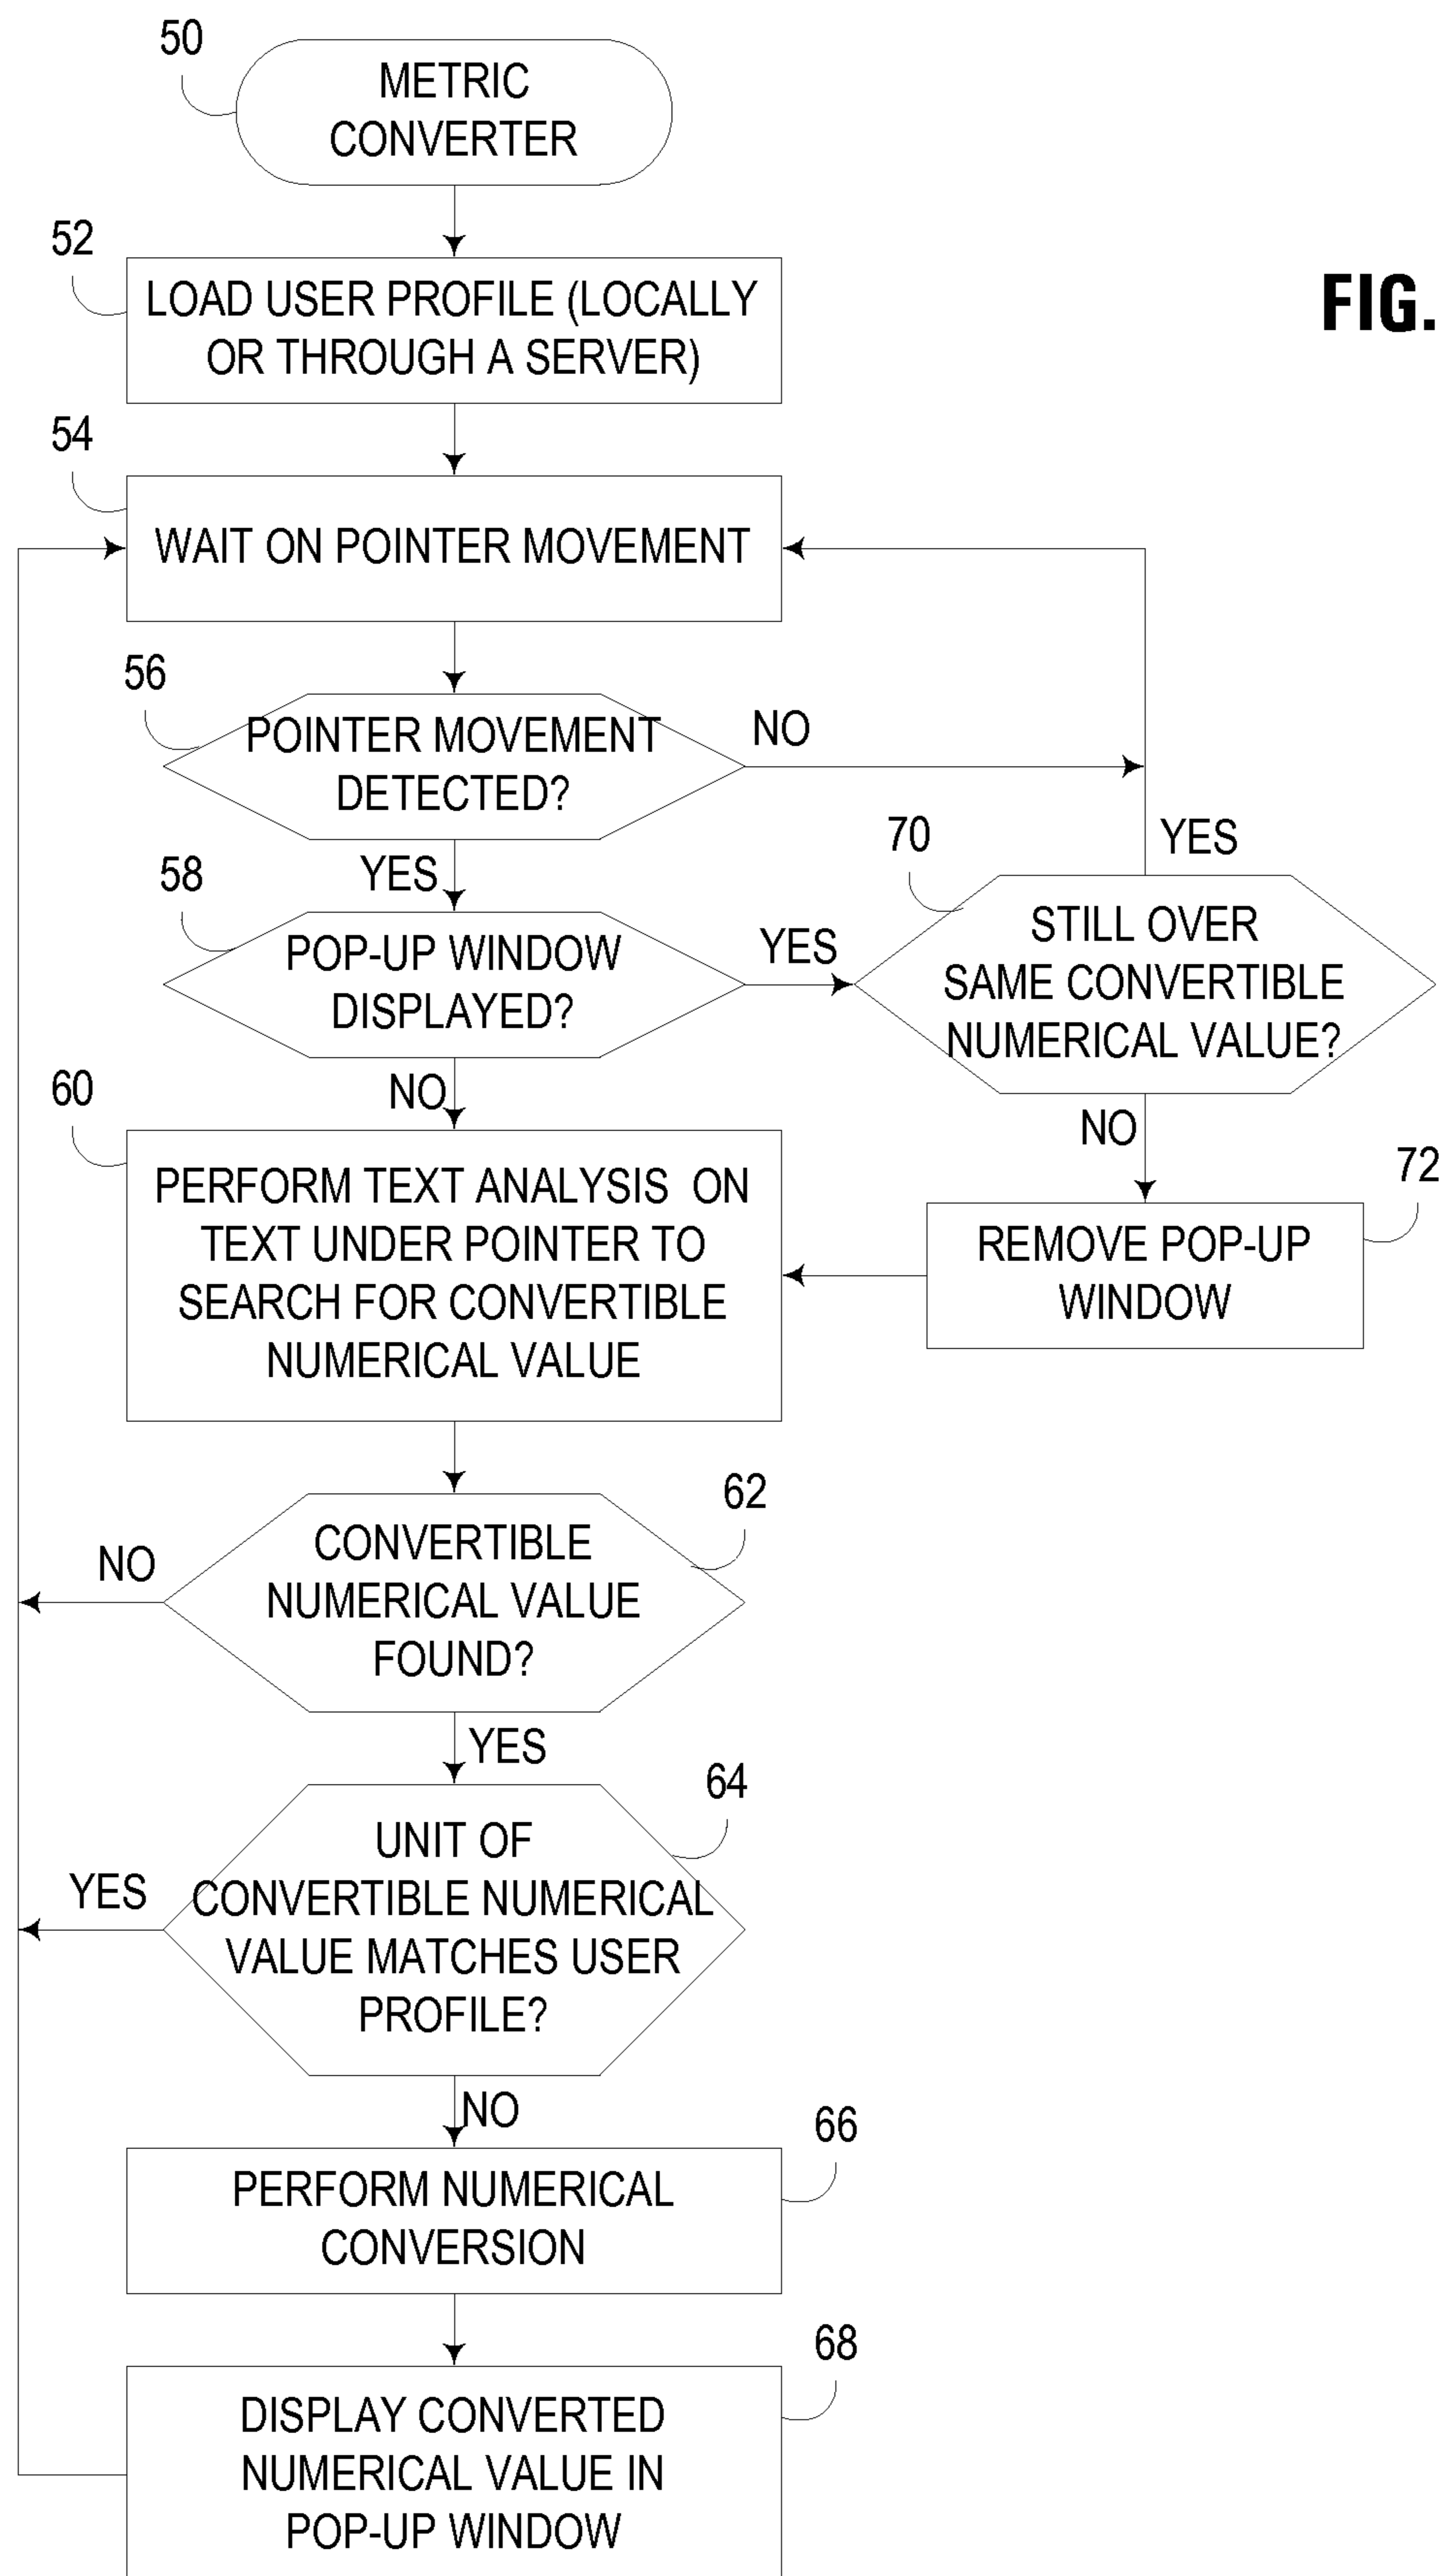 50
METRIC
CONVERTER
52
LOAD USER PROFILE (LOCALLY
OR THROUGH A SERVER)
FIG.
54
WAIT ON POINTER MOVEMENT
56
POINTER MOVEMENT
DETECTED?
NO
YES
58
POP-UP WINDOW
DISPLAYED?
YES
NO
70
YES
STILL OVER
SAME CONVERTIBLE
NUMERICAL VALUE?
NO
72
REMOVE POP-UP
WINDOW
60
PERFORM TEXT ANALYSIS ON
TEXT UNDER POINTER TO
SEARCH FOR CONVERTIBLE
NUMERICAL VALUE
62
CONVERTIBLE
NUMERICAL VALUE
FOUND?
NO
YES
64
UNIT OF
CONVERTIBLE NUMERICAL
VALUE MATCHES USER
PROFILE?
YES
NO
66
PERFORM NUMERICAL
CONVERSION
68
DISPLAY CONVERTED
NUMERICAL VALUE IN
POP-UP WINDOW